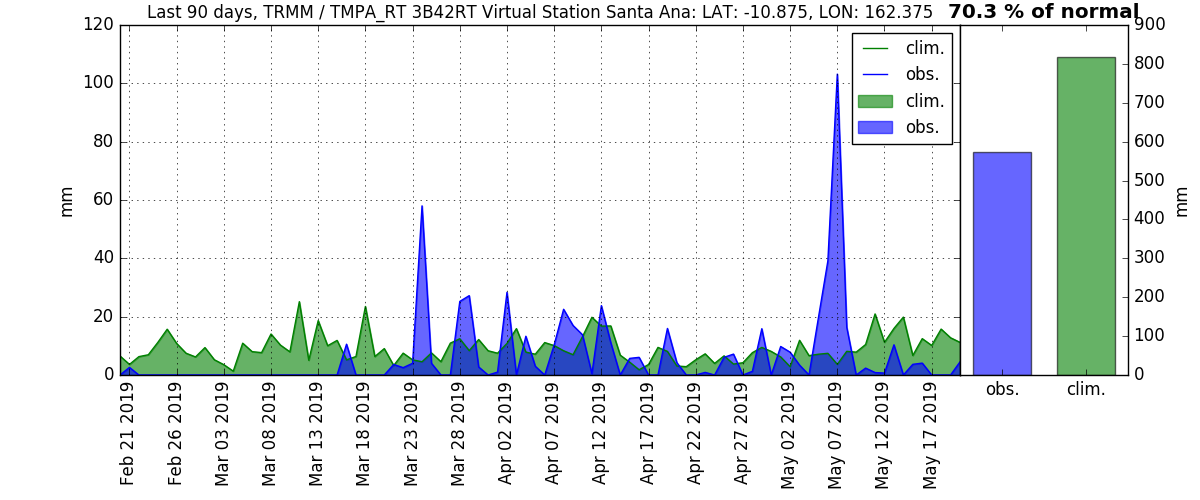 Last 90 days, TRMM / TMPA_RT 3B42RT Virtual Station Santa Ana: LAT: -10.875, LON: 162.375 70.3 % of normal
120
100
80
60
40
20
0
mm
clim.
obs.
clim.
obs.
900
800
700
600
500
400
300
200
100
0
mm
Feb 21 2019
Feb 26 2019
Mar 03 2019
Mar 08 2019
Mar 13 2019
Mar 18 2019
Mar 23 2019
Mar 28 2019
Apr 02 2019
Apr 07 2019
Apr 12 2019
Apr 17 2019
Apr 22 2019
Apr 27 2019
May 02 2019
May 07 2019
May 12 2019
May 17 2019
obs.
clim.